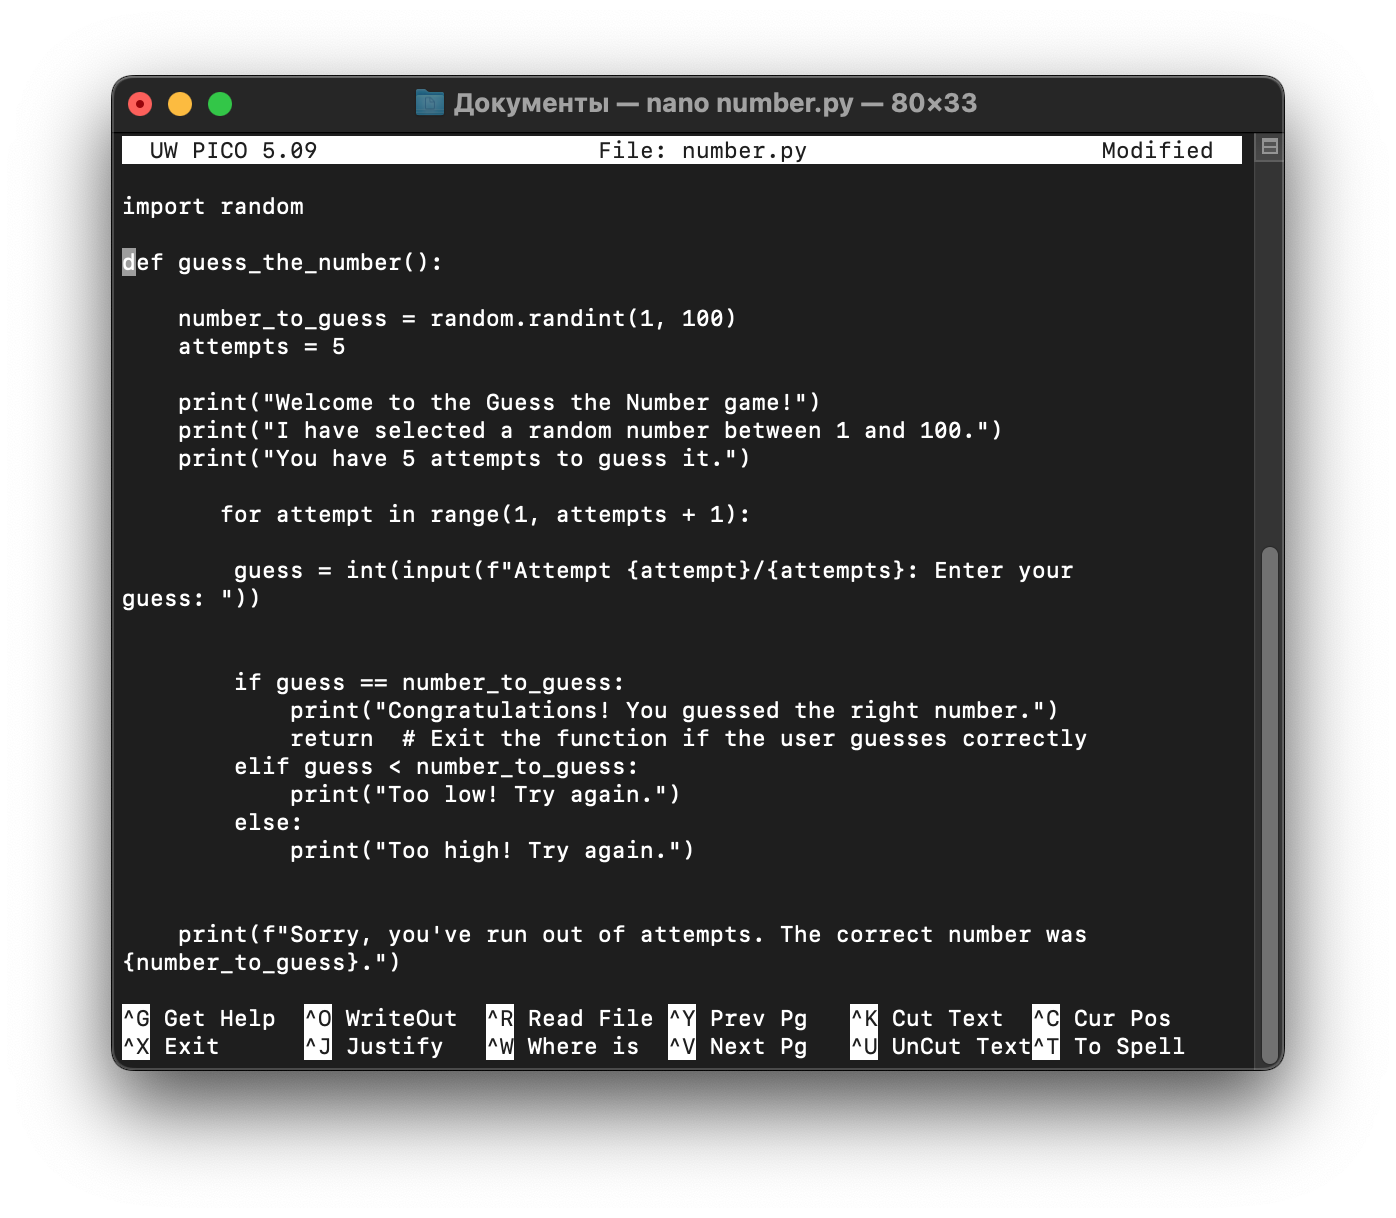 Документы — nano number.py — 80×33
UW PICO 5.09 File: number.py Modified
import random
def guess_the_number():
    number_to_guess = random.randint(1, 100)
    attempts = 5
    print("Welcome to the Guess the Number game!")
    print("I have selected a random number between 1 and 100.")
    print("You have 5 attempts to guess it.")
       for attempt in range(1, attempts + 1):
        guess = int(input(f"Attempt {attempt}/{attempts}: Enter your
guess: "))
        if guess == number_to_guess:
            print("Congratulations! You guessed the right number.")
            return  # Exit the function if the user guesses correctly
        elif guess < number_to_guess:
            print("Too low! Try again.")
        else:
            print("Too high! Try again.")
    print(f"Sorry, you've run out of attempts. The correct number was
{number_to_guess}.")
^G Get Help ^O WriteOut ^R Read File ^Y Prev Pg ^K Cut Text ^C Cur Pos
^X Exit ^J Justify ^W Where is ^V Next Pg ^U UnCut Text ^T To Spell